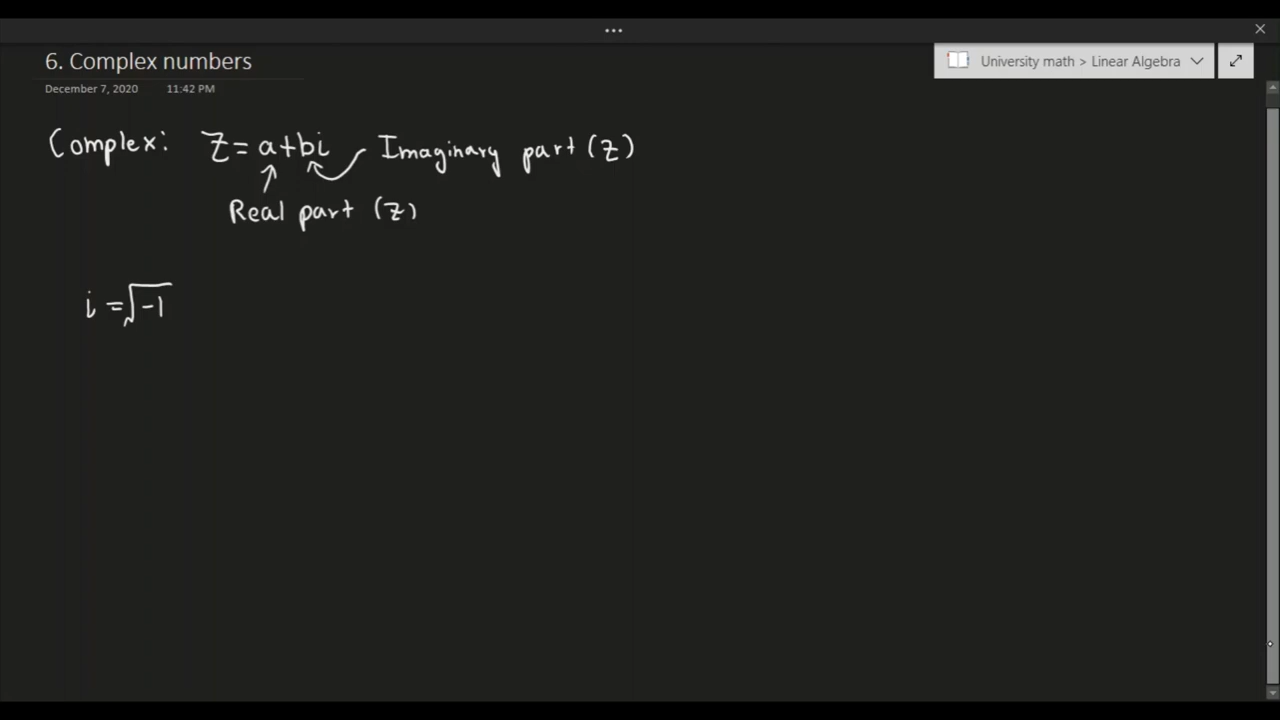 6. Complex numbers
University math > Linear Algebra
December 7, 2020 11:42 PM
Complex: Z = a+bi Imaginary part (z)
Real part (z)
i = √-1